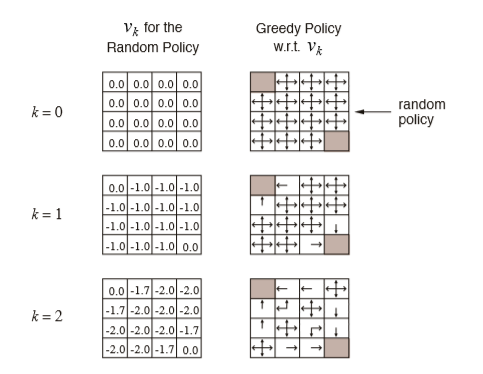 v_k for the
Random Policy
Greedy Policy
w.r.t. v_k
k = 0
0.0 0.0 0.0 0.0
0.0 0.0 0.0 0.0
0.0 0.0 0.0 0.0
0.0 0.0 0.0 0.0
random
policy
k = 1
0.0 -1.0 -1.0 -1.0
-1.0 -1.0 -1.0 -1.0
-1.0 -1.0 -1.0 -1.0
-1.0 -1.0 -1.0 0.0
k = 2
0.0 -1.7 -2.0 -2.0
-1.7 -2.0 -2.0 -2.0
-2.0 -2.0 -2.0 -1.7
-2.0 -2.0 -1.7 0.0